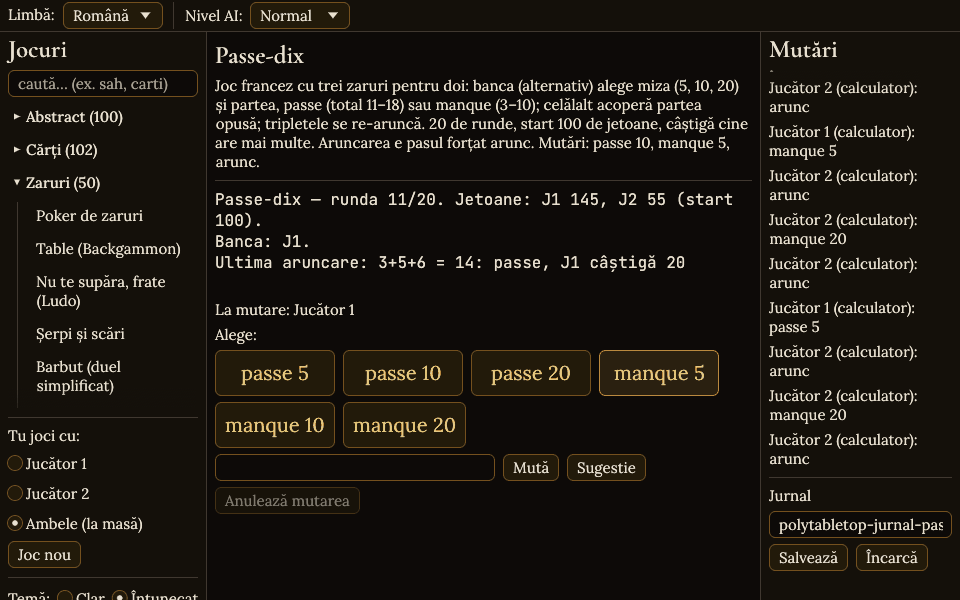 Limbă: Română ▼ Nivel AI: Normal ▼
Jocuri
caută... (ex. sah, carti)
▸ Abstract (100)
▸ Cărți (102)
▾ Zaruri (50)
Poker de zaruri
Table (Backgammon)
Nu te supăra, frate
(Ludo)
Șerpi și scări
Barbut (duel
simplificat)
Tu joci cu:
Jucător 1
Jucător 2
Ambele (la masă)
Joc nou
Temă: Clar Întunecat
Passe-dix
Joc francez cu trei zaruri pentru doi: banca (alternativ) alege miza (5, 10, 20)
și partea, passe (total 11–18) sau manque (3–10); celălalt acoperă partea
opusă; tripletele se re-aruncă. 20 de runde, start 100 de jetoane, câștigă cine
are mai multe. Aruncarea e pasul forțat arunc. Mutări: passe 10, manque 5,
arunc.
Passe-dix — runda 11/20. Jetoane: J1 145, J2 55 (start
100).
Banca: J1.
Ultima aruncare: 3+5+6 = 14: passe, J1 câștigă 20
La mutare: Jucător 1
Alege:
passe 5 passe 10 passe 20 manque 5
manque 10 manque 20
Mută Sugestie
Anulează mutarea
Mutări
Jucător 2 (calculator):
arunc
Jucător 1 (calculator):
manque 5
Jucător 2 (calculator):
arunc
Jucător 2 (calculator):
manque 20
Jucător 2 (calculator):
arunc
Jucător 1 (calculator):
passe 5
Jucător 2 (calculator):
arunc
Jucător 2 (calculator):
manque 20
Jucător 2 (calculator):
arunc
Jurnal
polytabletop-jurnal-pas
Salvează Încarcă